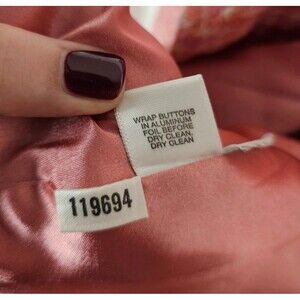 WRAP BUTTONS
IN ALUMINUM
FOIL BEFORE
DRY CLEAN,
DRY CLEAN
119694